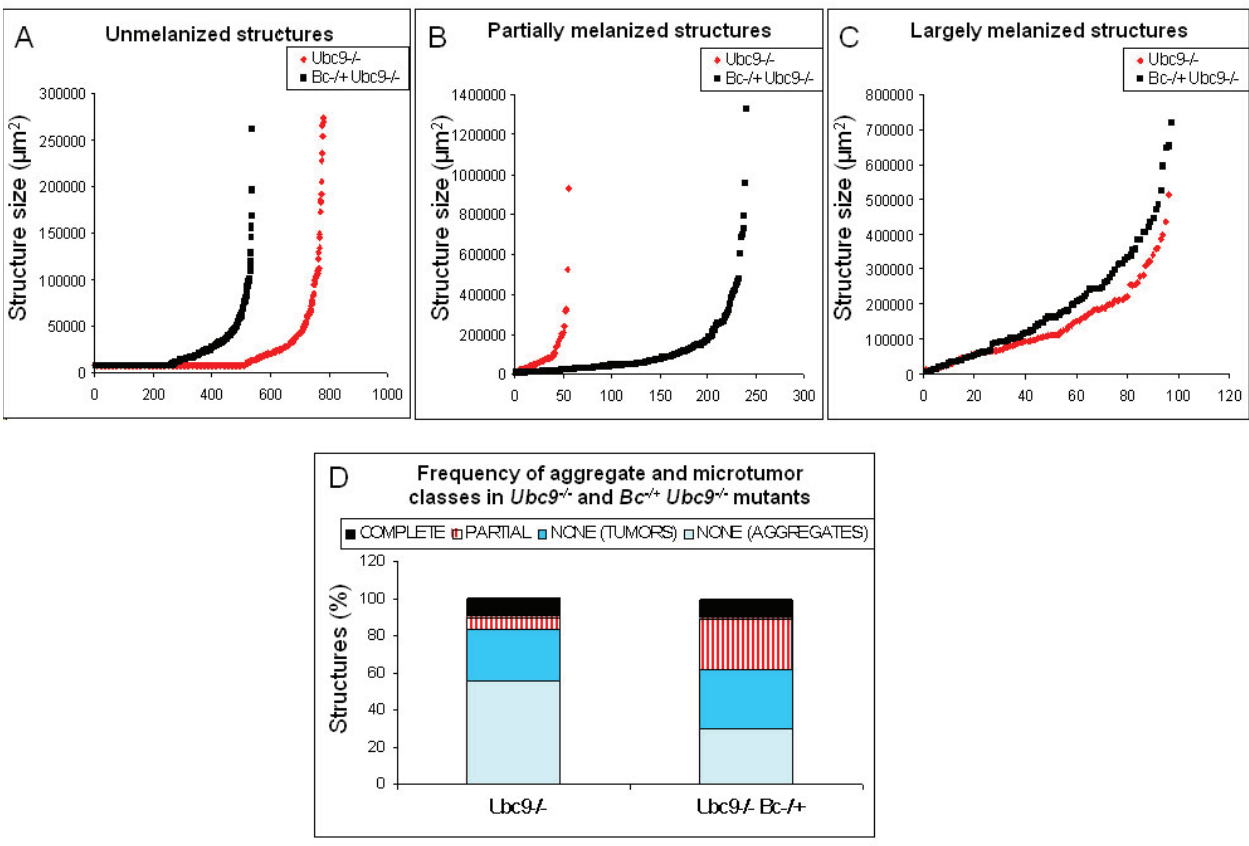 A
Unmelanized structures
Ubc9-/-
Bc-/+ Ubc9-/-
Structure size (µm²)
300000
250000
200000
150000
100000
50000
0
0 200 400 600 800 1000
B
Partially melanized structures
Ubc9-/-
Bc-/+ Ubc9-/-
Structure size (µm²)
1400000
1200000
1000000
800000
600000
400000
200000
0
0 50 100 150 200 250 300
C
Largely melanized structures
Ubc9-/-
Bc-/+ Ubc9-/-
Structure size (µm²)
800000
700000
600000
500000
400000
300000
200000
100000
0
0 20 40 60 80 100 120
D
Frequency of aggregate and microtumor
classes in Ubc9-/- and Bc-/+ Ubc9-/- mutants
COMPLETE PARTIAL NONE (TUMORS) NONE (AGGREGATES)
Structures (%)
120
100
80
60
40
20
0
Ubc9-/- Ubc9-/- Bc-/+